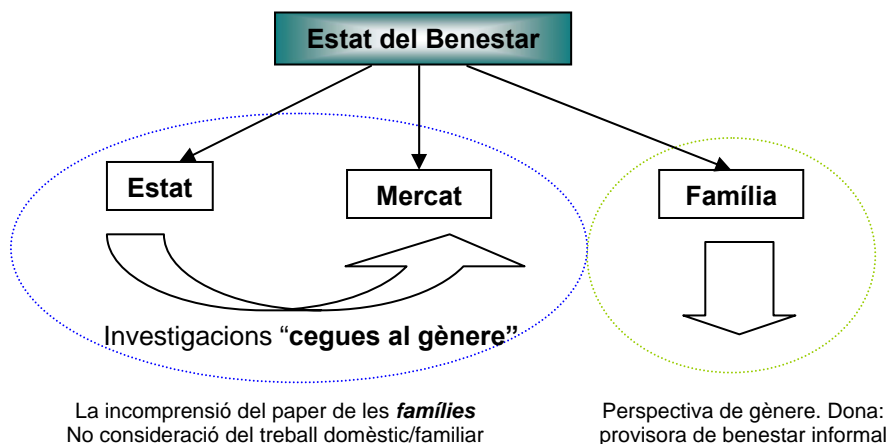 Estat del Benestar
Estat
Mercat
Família
Investigacions “cegues al gènere”
La incomprensió del paper de les famílies
No consideració del treball domèstic/familiar
Perspectiva de gènere. Dona:
provisora de benestar informal